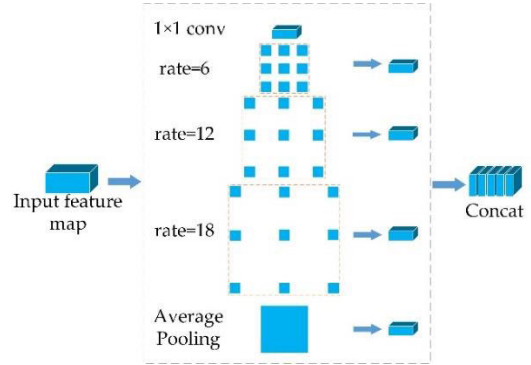 1×1 conv
rate=6
rate=12
Input feature
map
rate=18
Concat
Average
Pooling